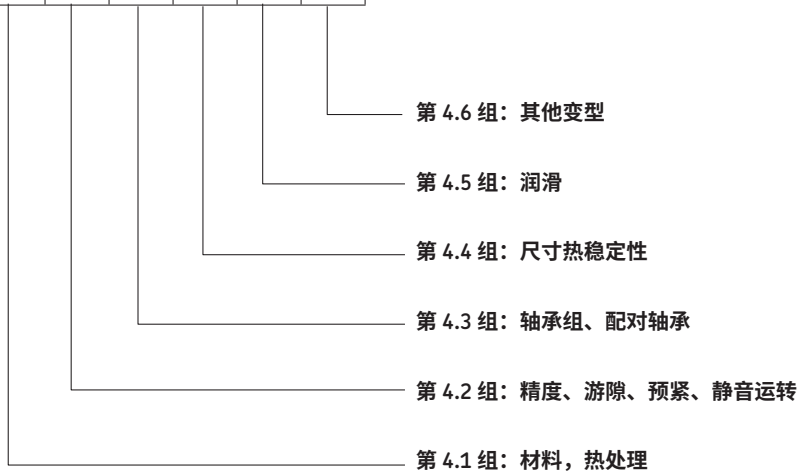 第 4.6 组：其他变型
第 4.5 组：润滑
第 4.4 组：尺寸热稳定性
第 4.3 组：轴承组、配对轴承
第 4.2 组：精度、游隙、预紧、静音运转
第 4.1 组：材料，热处理